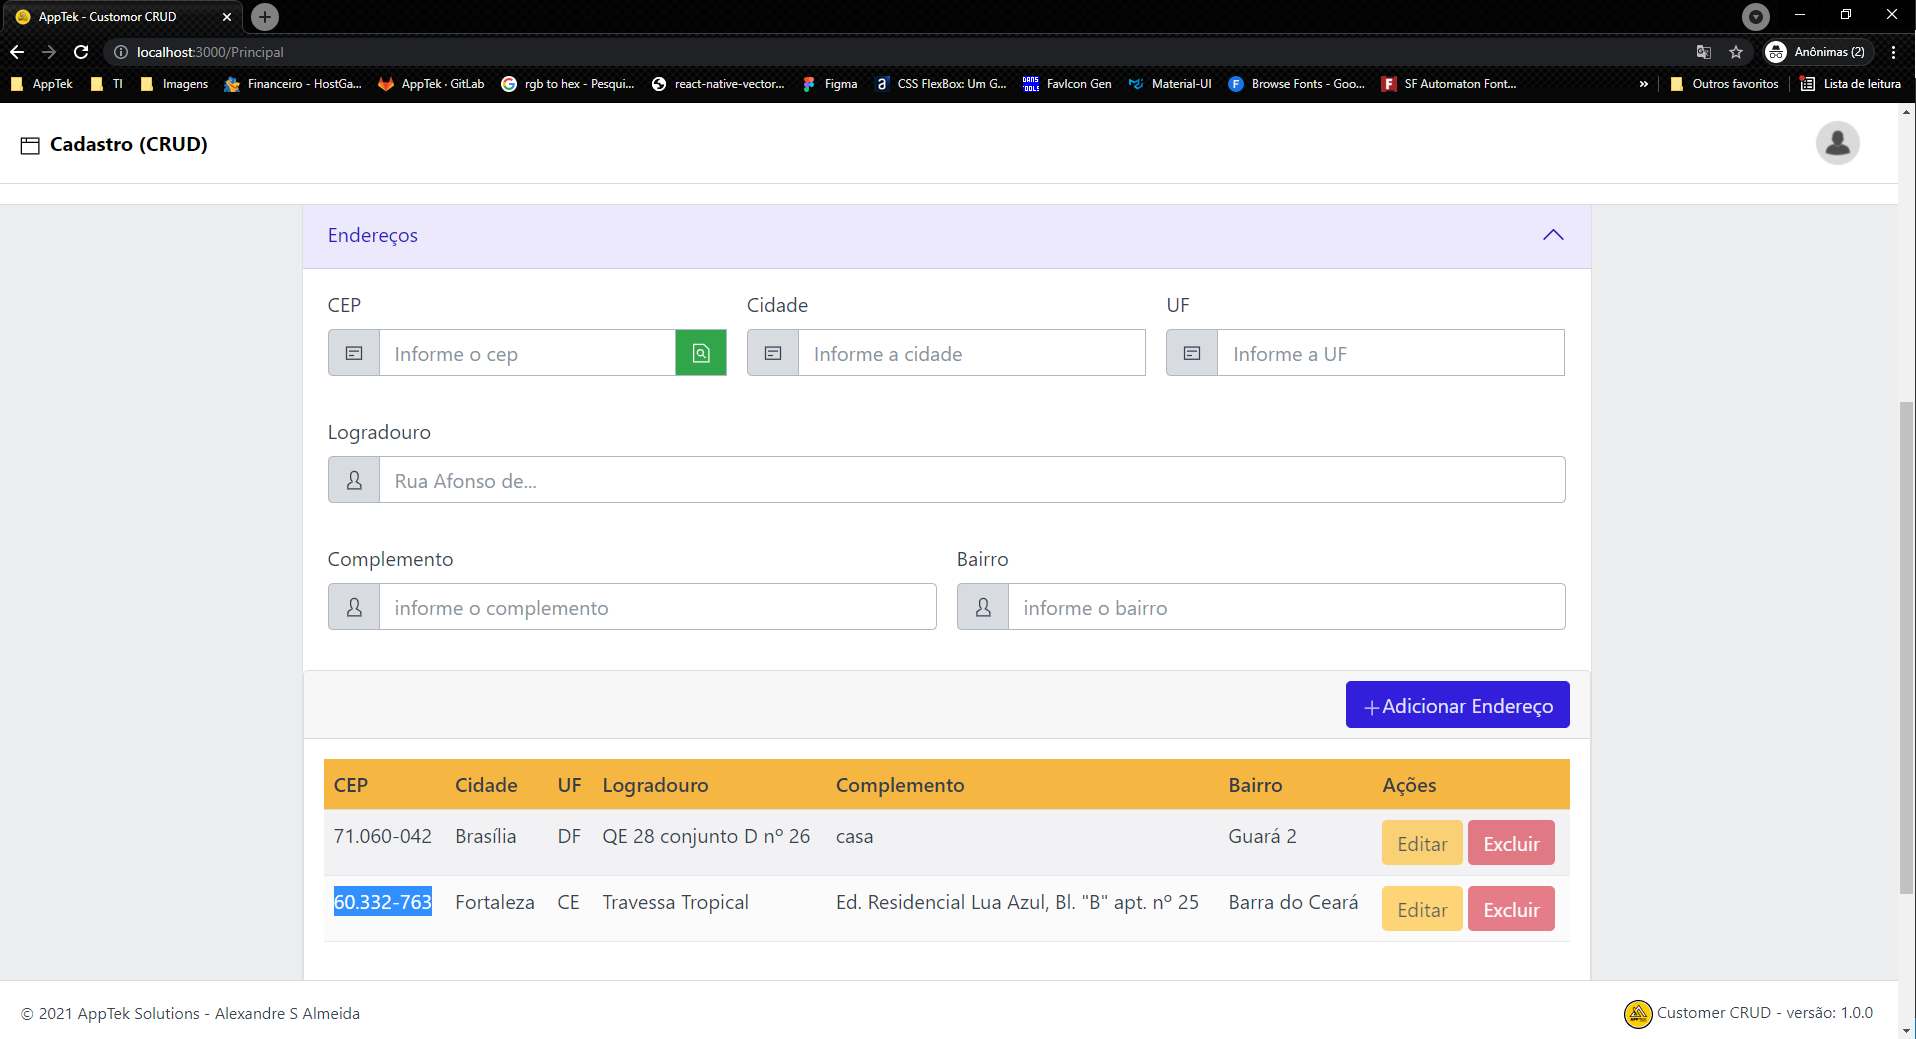 AppTek - Customor CRUD
localhost:3000/Principal
Anônimas (2)
AppTek
TI
Imagens
Financeiro - HostGa...
AppTek · GitLab
rgb to hex - Pesqui...
react-native-vector...
Figma
CSS FlexBox: Um G...
FavIcon Gen
Material-UI
Browse Fonts - Goo...
SF Automaton Font...
»
Outros favoritos
Lista de leitura
Cadastro (CRUD)
Endereços
CEP Cidade UF
Informe o cep Informe a cidade Informe a UF
Logradouro
Rua Afonso de...
Complemento Bairro
informe o complemento informe o bairro
+Adicionar Endereço
CEP Cidade UF Logradouro Complemento Bairro Ações
71.060-042 Brasília DF QE 28 conjunto D nº 26 casa Guará 2 Editar Excluir
60.332-763 Fortaleza CE Travessa Tropical Ed. Residencial Lua Azul, Bl. "B" apt. nº 25 Barra do Ceará Editar Excluir
© 2021 AppTek Solutions - Alexandre S Almeida
Customer CRUD - versão: 1.0.0